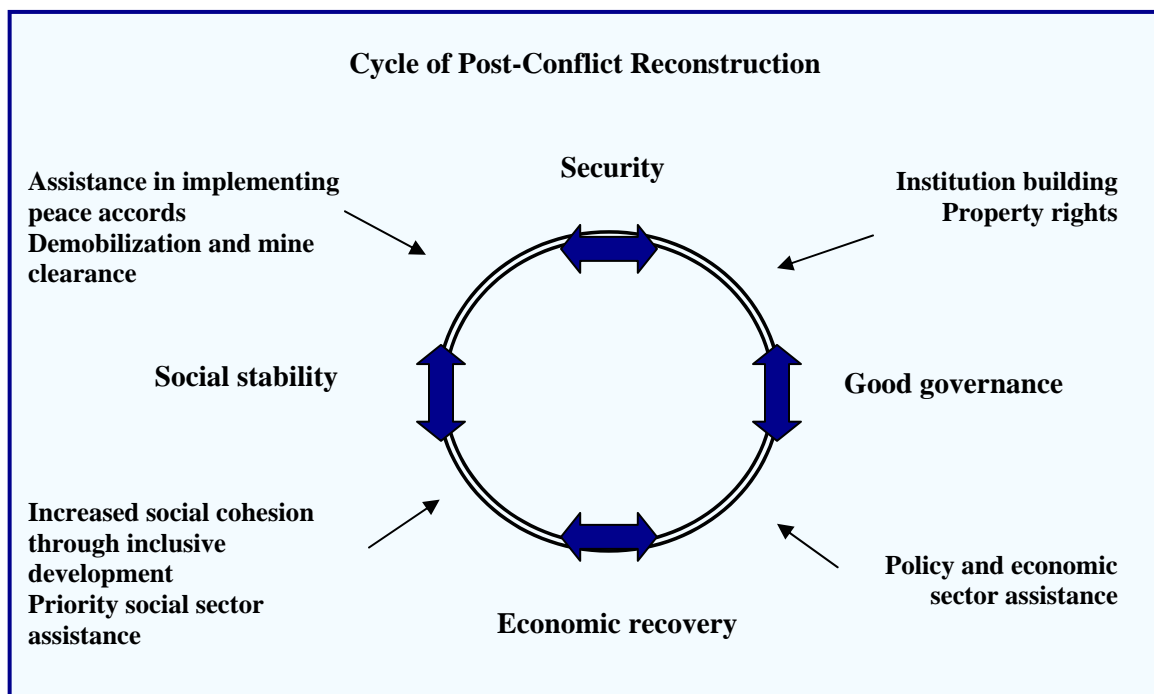 Cycle of Post-Conflict Reconstruction
Security
Assistance in implementing
peace accords
Demobilization and mine
clearance
Institution building
Property rights
Social stability
Good governance
Increased social cohesion
through inclusive
development
Priority social sector
assistance
Policy and economic
sector assistance
Economic recovery